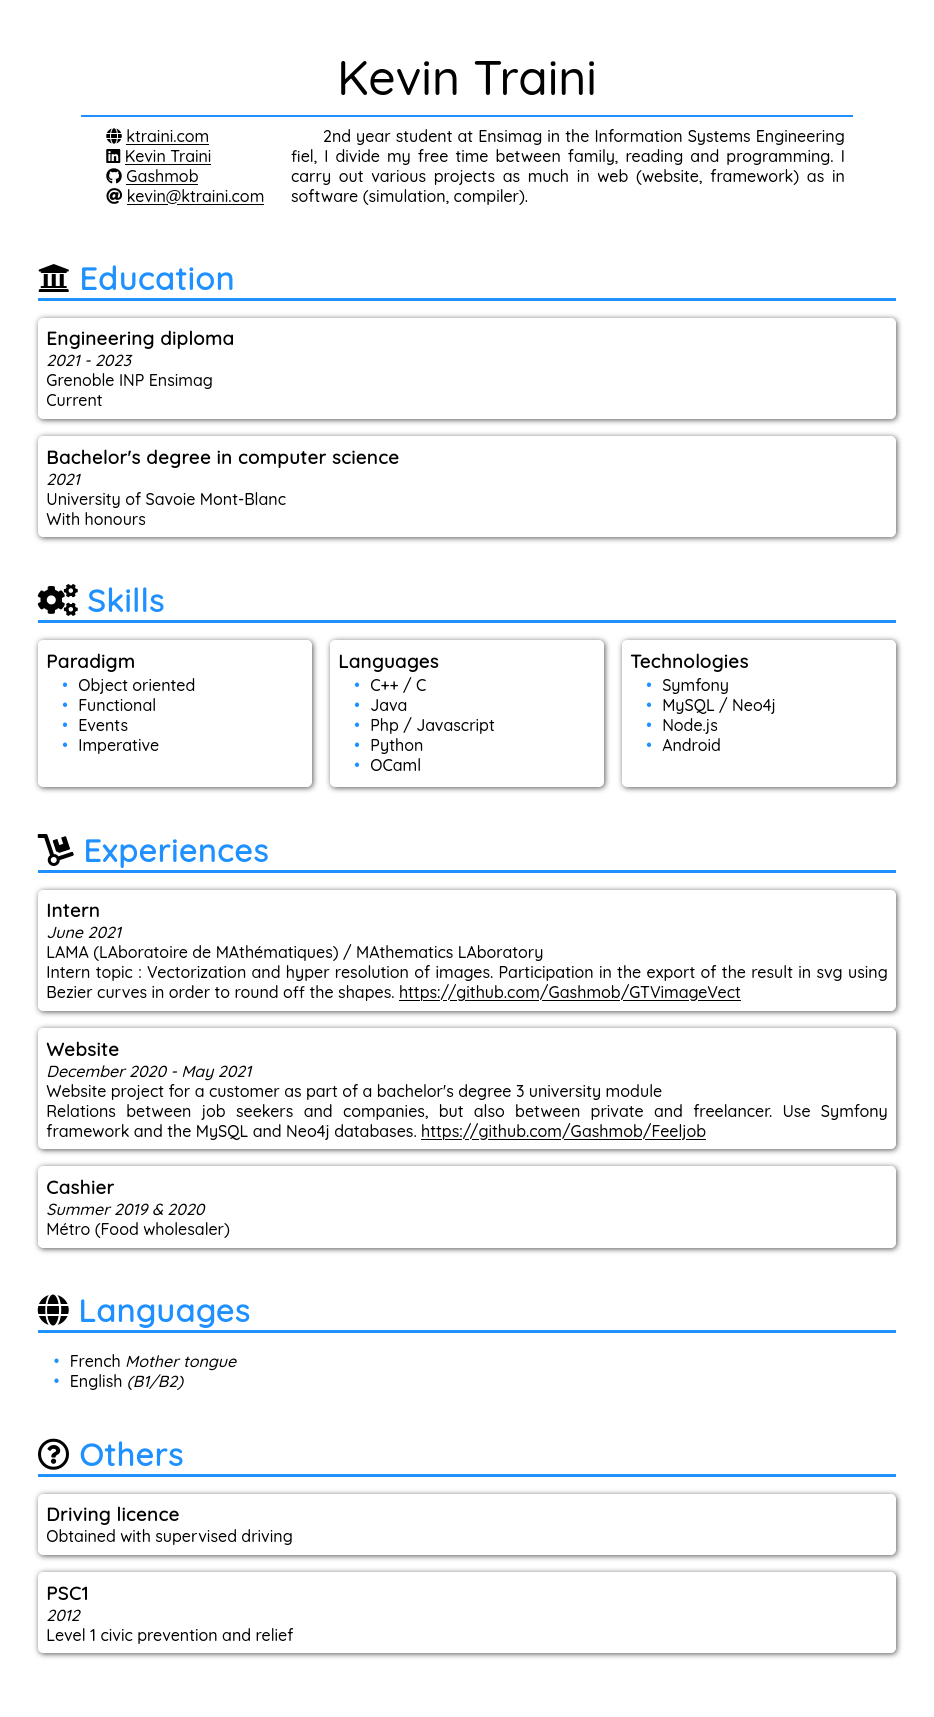 Kevin Traini
ktraini.com
Kevin Traini
Gashmob
kevin@ktraini.com
2nd year student at Ensimag in the Information Systems Engineering
fiel, I divide my free time between family, reading and programming. I
carry out various projects as much in web (website, framework) as in
software (simulation, compiler).
Education
Engineering diploma
2021 - 2023
Grenoble INP Ensimag
Current
Bachelor's degree in computer science
2021
University of Savoie Mont-Blanc
With honours
Skills
Paradigm
• Object oriented
• Functional
• Events
• Imperative
Languages
• C++ / C
• Java
• Php / Javascript
• Python
• OCaml
Technologies
• Symfony
• MySQL / Neo4j
• Node.js
• Android
Experiences
Intern
June 2021
LAMA (LAboratoire de MAthématiques) / MAthematics LAboratory
Intern topic : Vectorization and hyper resolution of images. Participation in the export of the result in svg using
Bezier curves in order to round off the shapes. https://github.com/Gashmob/GTVimageVect
Website
December 2020 - May 2021
Website project for a customer as part of a bachelor's degree 3 university module
Relations between job seekers and companies, but also between private and freelancer. Use Symfony
framework and the MySQL and Neo4j databases. https://github.com/Gashmob/Feeljob
Cashier
Summer 2019 & 2020
Métro (Food wholesaler)
Languages
• French Mother tongue
• English (B1/B2)
Others
Driving licence
Obtained with supervised driving
PSC1
2012
Level 1 civic prevention and relief